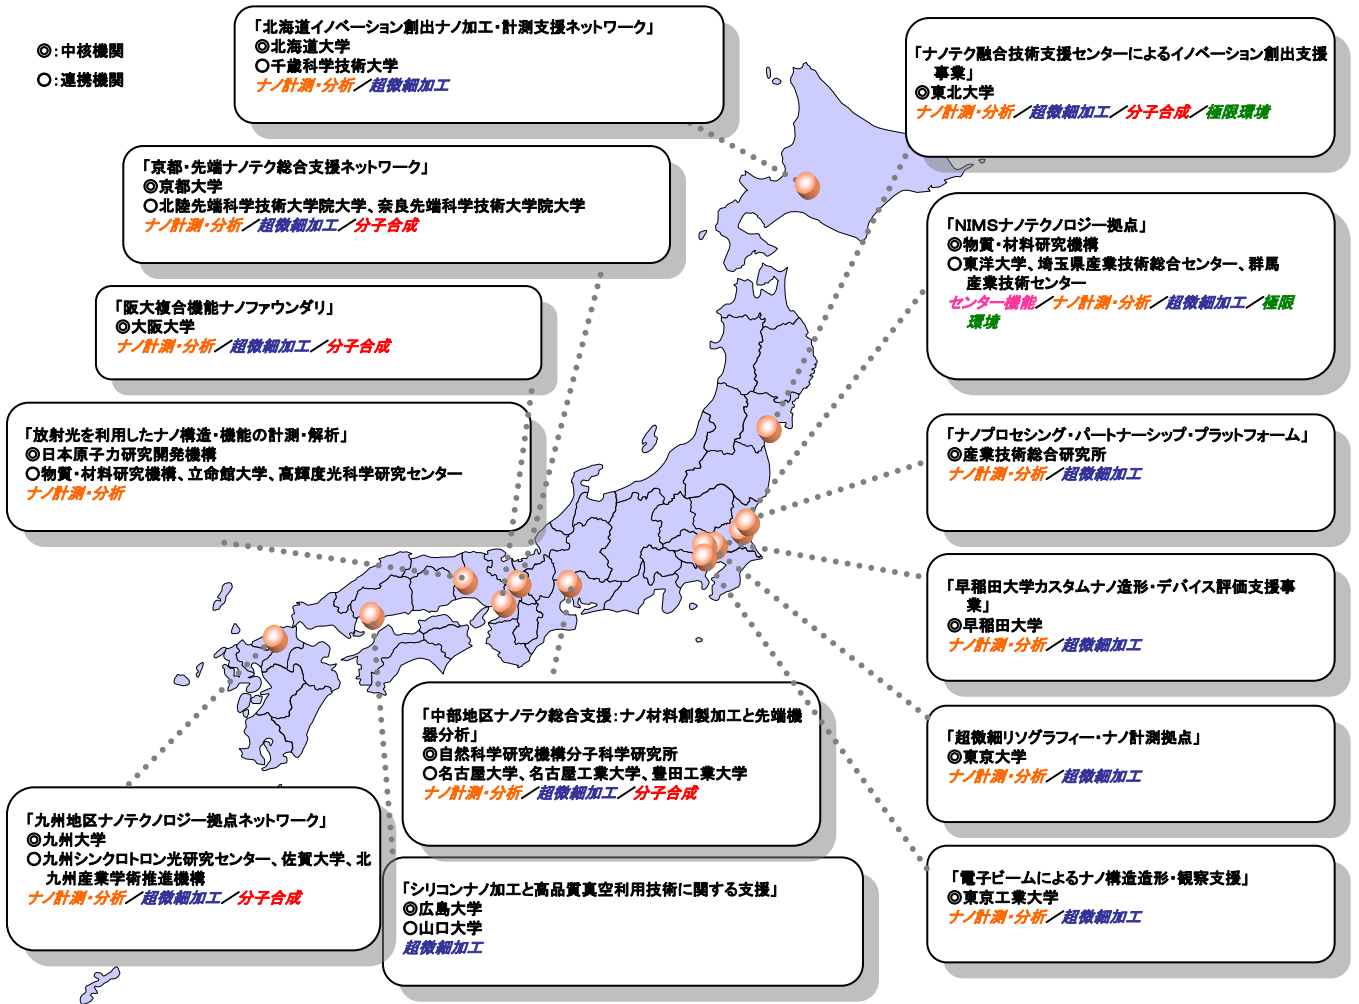 ◎:中核機関
○:連携機関
「北海道イノベーション創出ナノ加工・計測支援ネットワーク」
◎北海道大学
○千歳科学技術大学
ナノ計測・分析／超微細加工
「ナノテク融合技術支援センターによるイノベーション創出支援
事業」
◎東北大学
ナノ計測・分析／超微細加工／分子合成／極限環境
「京都・先端ナノテク総合支援ネットワーク」
◎京都大学
○北陸先端科学技術大学院大学、奈良先端科学技術大学院大学
ナノ計測・分析／超微細加工／分子合成
「NIMSナノテクノロジー拠点」
◎物質・材料研究機構
○東洋大学、埼玉県産業技術総合センター、群馬
産業技術センター
センター機能／ナノ計測・分析／超微細加工／極限
環境
「阪大複合機能ナノファウンダリ」
◎大阪大学
ナノ計測・分析／超微細加工／分子合成
「放射光を利用したナノ構造・機能の計測・解析」
◎日本原子力研究開発機構
○物質・材料研究機構、立命館大学、高輝度光科学研究センター
ナノ計測・分析
「ナノプロセシング・パートナーシップ・プラットフォーム」
◎産業技術総合研究所
ナノ計測・分析／超微細加工
「早稲田大学カスタムナノ造形・デバイス評価支援事
業」
◎早稲田大学
ナノ計測・分析／超微細加工
「中部地区ナノテク総合支援：ナノ材料創製加工と先端機
器分析」
◎自然科学研究機構分子科学研究所
○名古屋大学、名古屋工業大学、豊田工業大学
ナノ計測・分析／超微細加工／分子合成
「超微細リソグラフィー・ナノ計測拠点」
◎東京大学
ナノ計測・分析／超微細加工
「九州地区ナノテクノロジー拠点ネットワーク」
◎九州大学
○九州シンクロトロン光研究センター、佐賀大学、北
九州産業学術推進機構
ナノ計測・分析／超微細加工／分子合成
「シリコンナノ加工と高品質真空利用技術に関する支援」
◎広島大学
○山口大学
超微細加工
「電子ビームによるナノ構造造形・観察支援」
◎東京工業大学
ナノ計測・分析／超微細加工